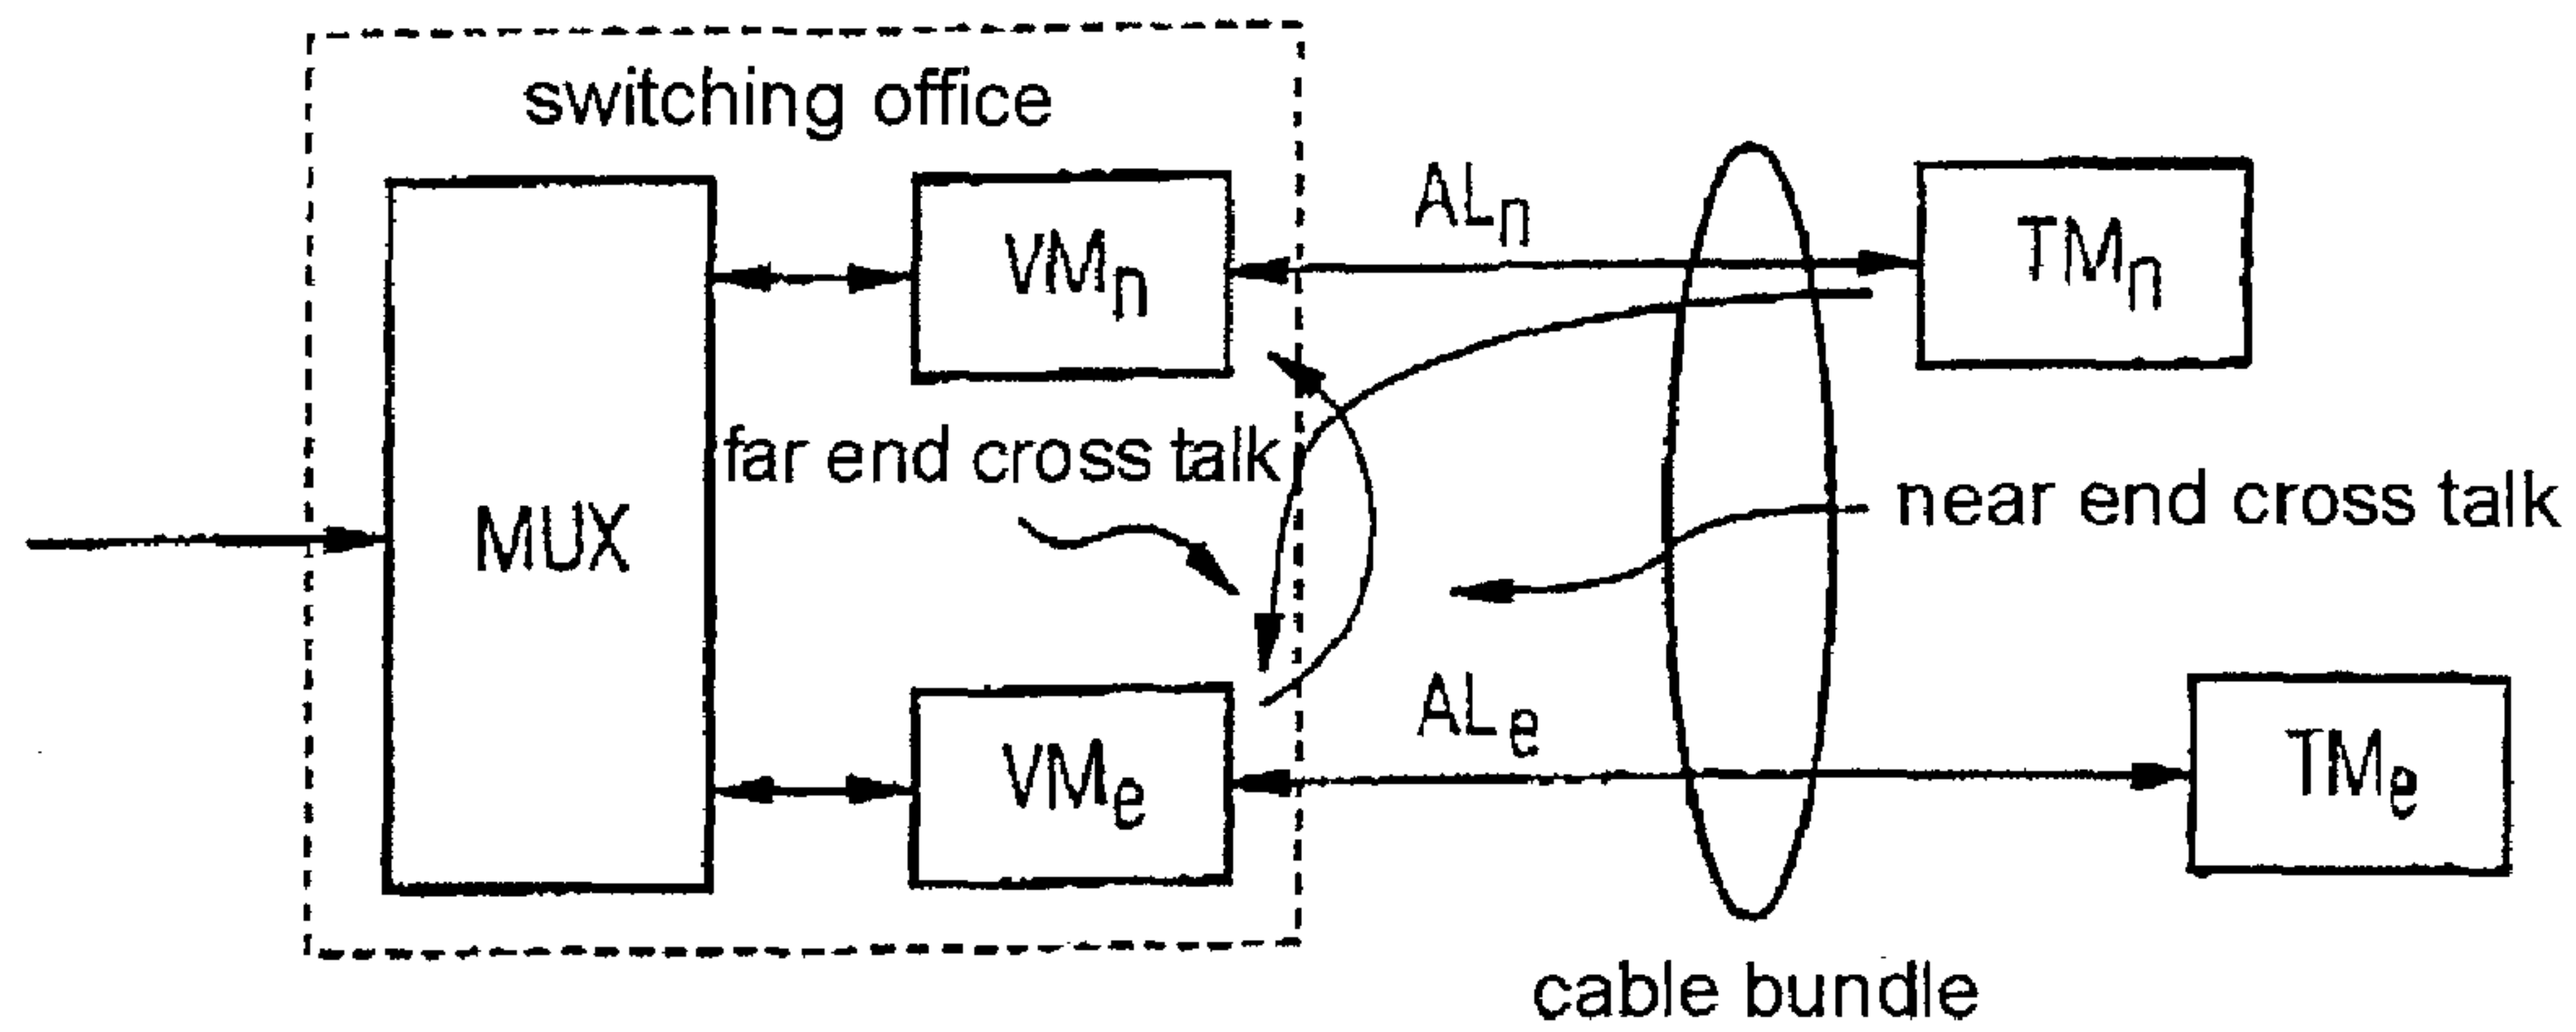 switching office
ALn
VMn
TMn
far end cross talk
near end cross talk
MUX
ALe
VMe
TMe
cable bundle